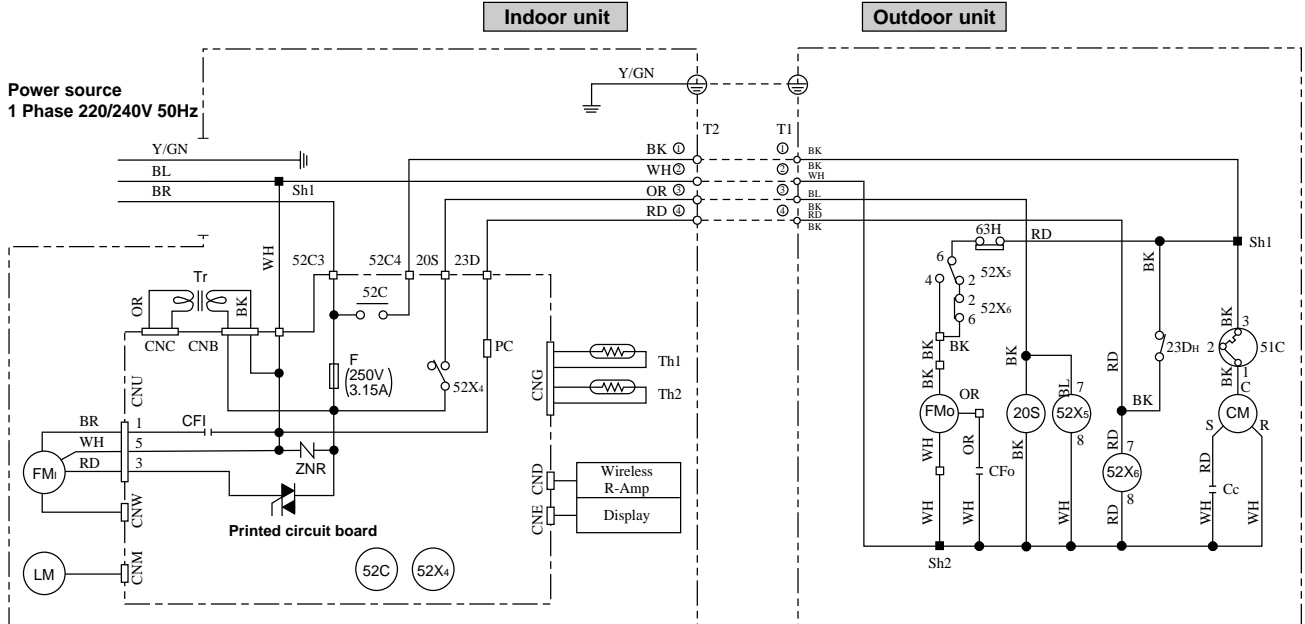 Indoor unit
Outdoor unit
Power source
1 Phase 220/240V 50Hz
Y/GN
T2
T1
Y/GN
BL
BR
Sh1
BK ①
WH ②
OR ③
RD ④
① BK
② BK
WH
③ BL
④ BK
RD
BK
WH
52C3
52C4
20S
23D
Tr
OR
BK
CNC
CNB
52C
F
(250V
3.15A)
52X4
PC
CNG
Th1
Th2
CNU
BR
1
CFI
WH
5
RD
3
ZNR
FMI
CNW
Printed circuit board
CND
Wireless
R-Amp
CNE
Display
LM
CNM
52C
52X4
63H
RD
Sh1
6
4
2
52X5
2
52X6
6
BK
BK
BK
BK
23DH
BK
3
2
51C
1
BK
C
FMO
OR
OR
CFO
WH
WH
WH
BK
20S
BK
BL
7
52X5
8
WH
RD
BK
RD
7
52X6
8
RD
CM
S
R
RD
Cc
WH
WH
Sh2